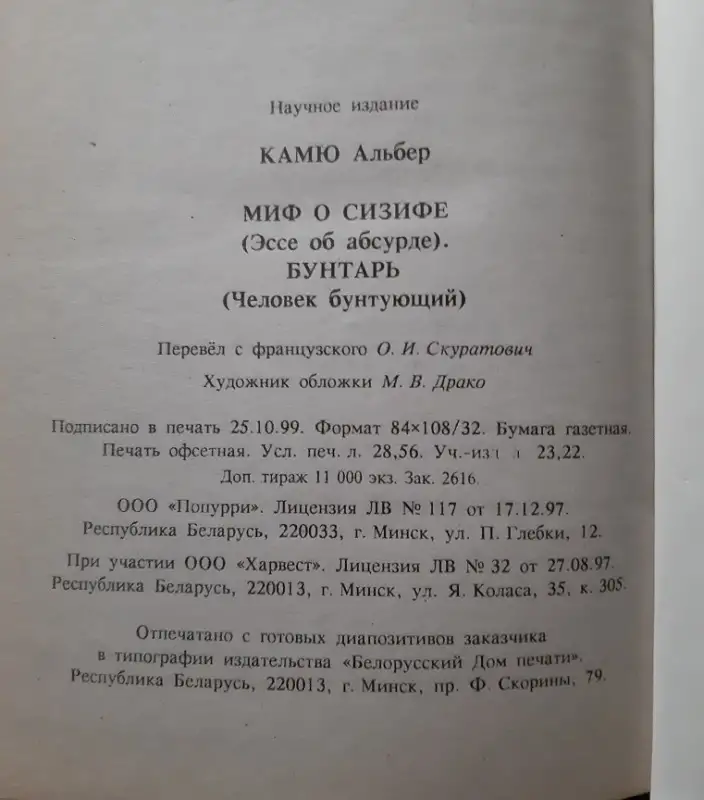 Научное издание
КАМЮ Альбер
МИФ О СИЗИФЕ
(Эссе об абсурде).
БУНТАРЬ
(Человек бунтующий)
Перевёл с французского О. И. Скуратович
Художник обложки М. В. Драко
Подписано в печать 25.10.99. Формат 84×108/32. Бумага газетная.
Печать офсетная. Усл. печ. л. 28,56. Уч.-изд. л 23,22.
Доп. тираж 11 000 экз. Зак. 2616.
ООО «Попурри». Лицензия ЛВ № 117 от 17.12.97.
Республика Беларусь, 220033, г. Минск, ул. П. Глебки, 12.
При участии ООО «Харвест». Лицензия ЛВ № 32 от 27.08.97.
Республика Беларусь, 220013, г. Минск, ул. Я. Коласа, 35, к. 305.
Отпечатано с готовых диапозитивов заказчика
в типографии издательства «Белорусский Дом печати».
Республика Беларусь, 220013, г. Минск, пр. Ф. Скорины, 79.